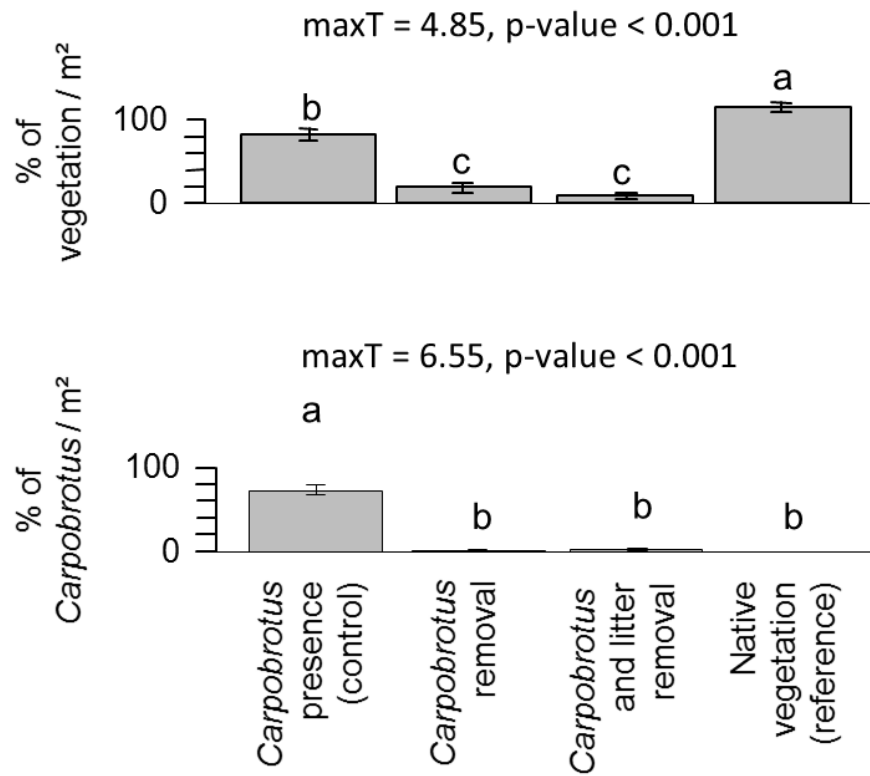 maxT = 4.85, p-value < 0.001
% of
vegetation / m²
100
0
b
c
c
a
maxT = 6.55, p-value < 0.001
% of
Carpobrotus / m²
100
0
a
b
b
b
Carpobrotus
presence
(control)
Carpobrotus
removal
Carpobrotus
and litter
removal
Native
vegetation
(reference)